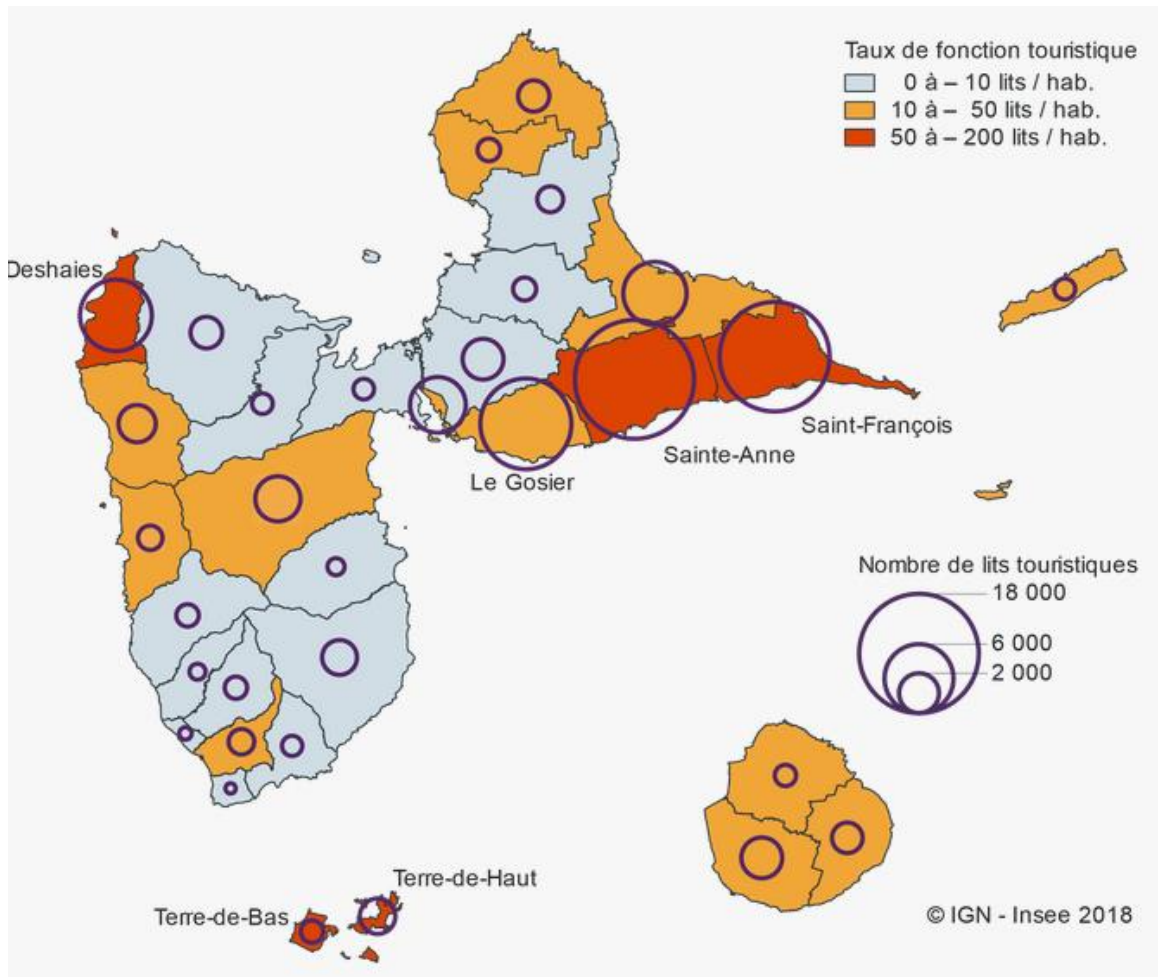 Taux de fonction touristique
0 à – 10 lits / hab.
10 à – 50 lits / hab.
50 à – 200 lits / hab.
Deshaies
Saint-François
Sainte-Anne
Le Gosier
Nombre de lits touristiques
18 000
6 000
2 000
Terre-de-Haut
Terre-de-Bas
© IGN - Insee 2018